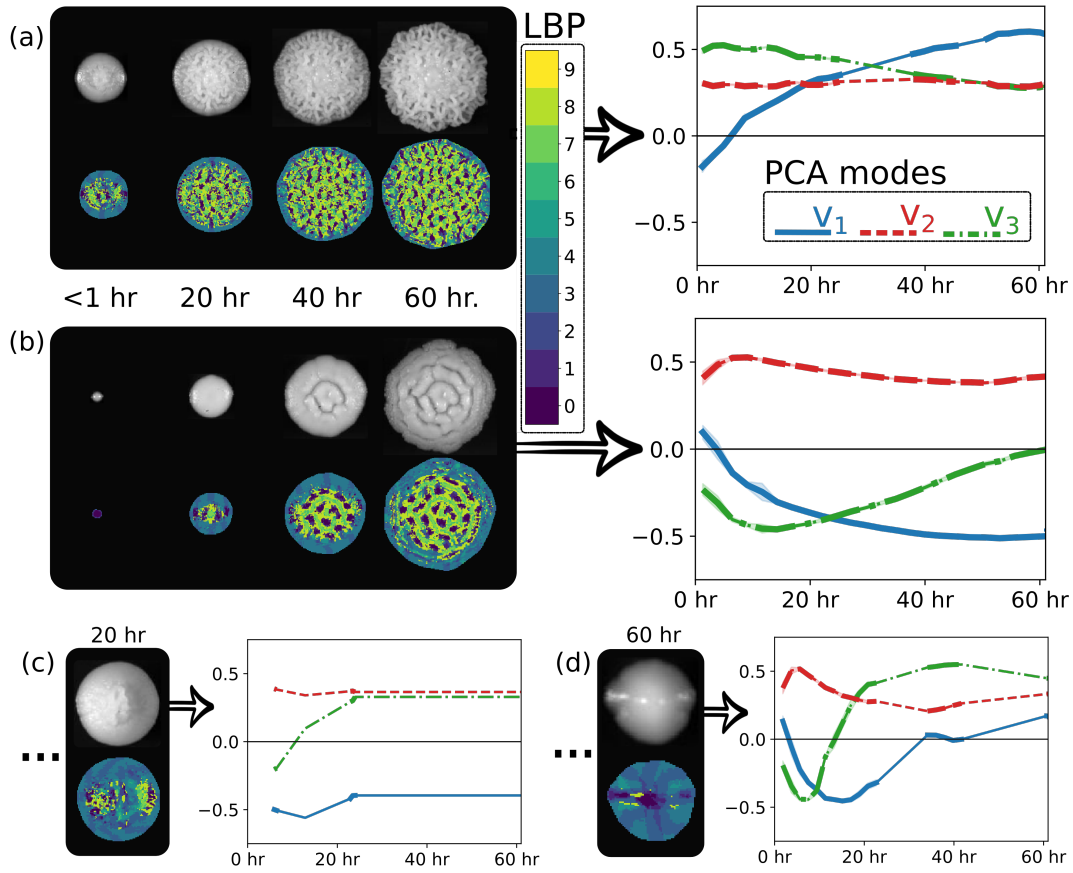 (a)
LBP
9
8
7
6
5
4
3
2
1
0
0.5
0.0
−0.5
PCA modes
V1 V2 V3
0 hr 20 hr 40 hr 60 hr
<1 hr 20 hr 40 hr 60 hr.
(b)
0.5
0.0
−0.5
0 hr 20 hr 40 hr 60 hr
(c)
20 hr
...
0.5
0.0
−0.5
0 hr 20 hr 40 hr 60 hr
(d)
60 hr
...
0.5
0.0
−0.5
0 hr 20 hr 40 hr 60 hr